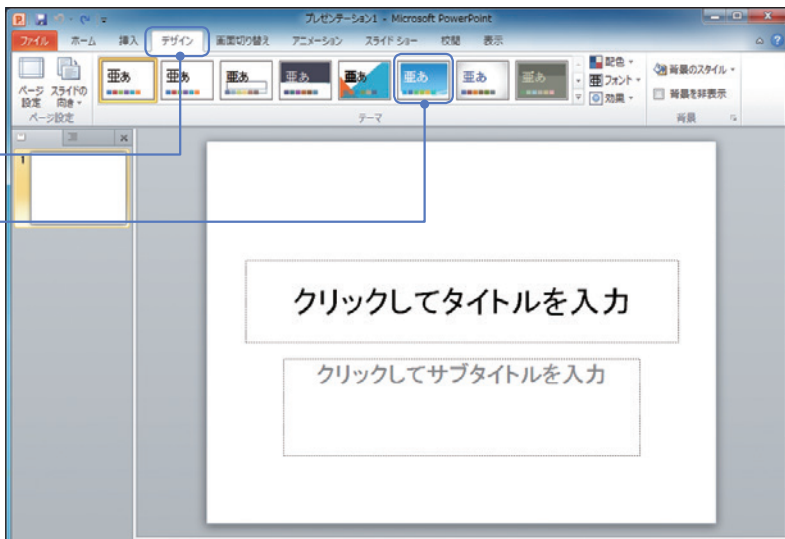 プレゼンテーション1 - Microsoft PowerPoint
ファイル ホーム 挿入 デザイン 画面切り替え アニメーション スライド ショー 校閲 表示
ページ設定 スライドの向き
亜あ 亜あ 亜あ 亜あ 亜あ 亜あ 亜あ 亜あ
配色
フォント
効果
背景のスタイル
背景を非表示
ページ設定 テーマ 背景
1
クリックしてタイトルを入力
クリックしてサブタイトルを入力